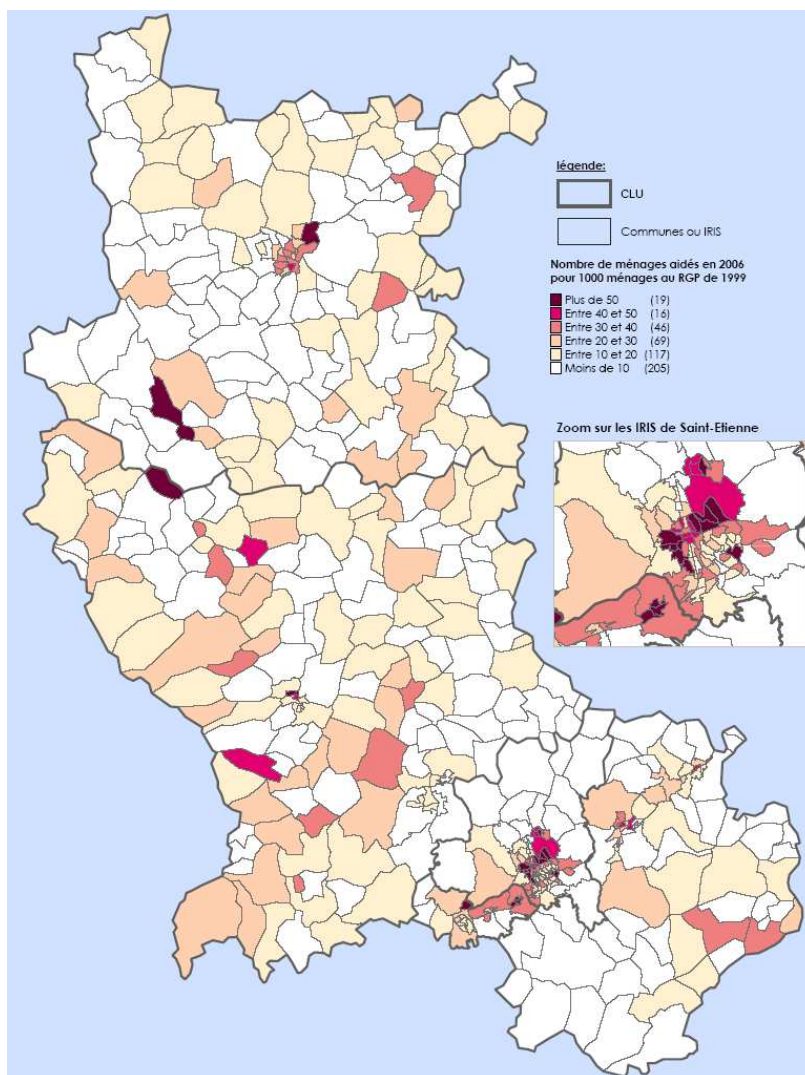 légende:
CLU
Communes ou IRIS
Nombre de ménages aidés en 2006
pour 1000 ménages au RGP de 1999
Plus de 50 (19)
Entre 40 et 50 (16)
Entre 30 et 40 (46)
Entre 20 et 30 (69)
Entre 10 et 20 (117)
Moins de 10 (205)
Zoom sur les IRIS de Saint-Etienne